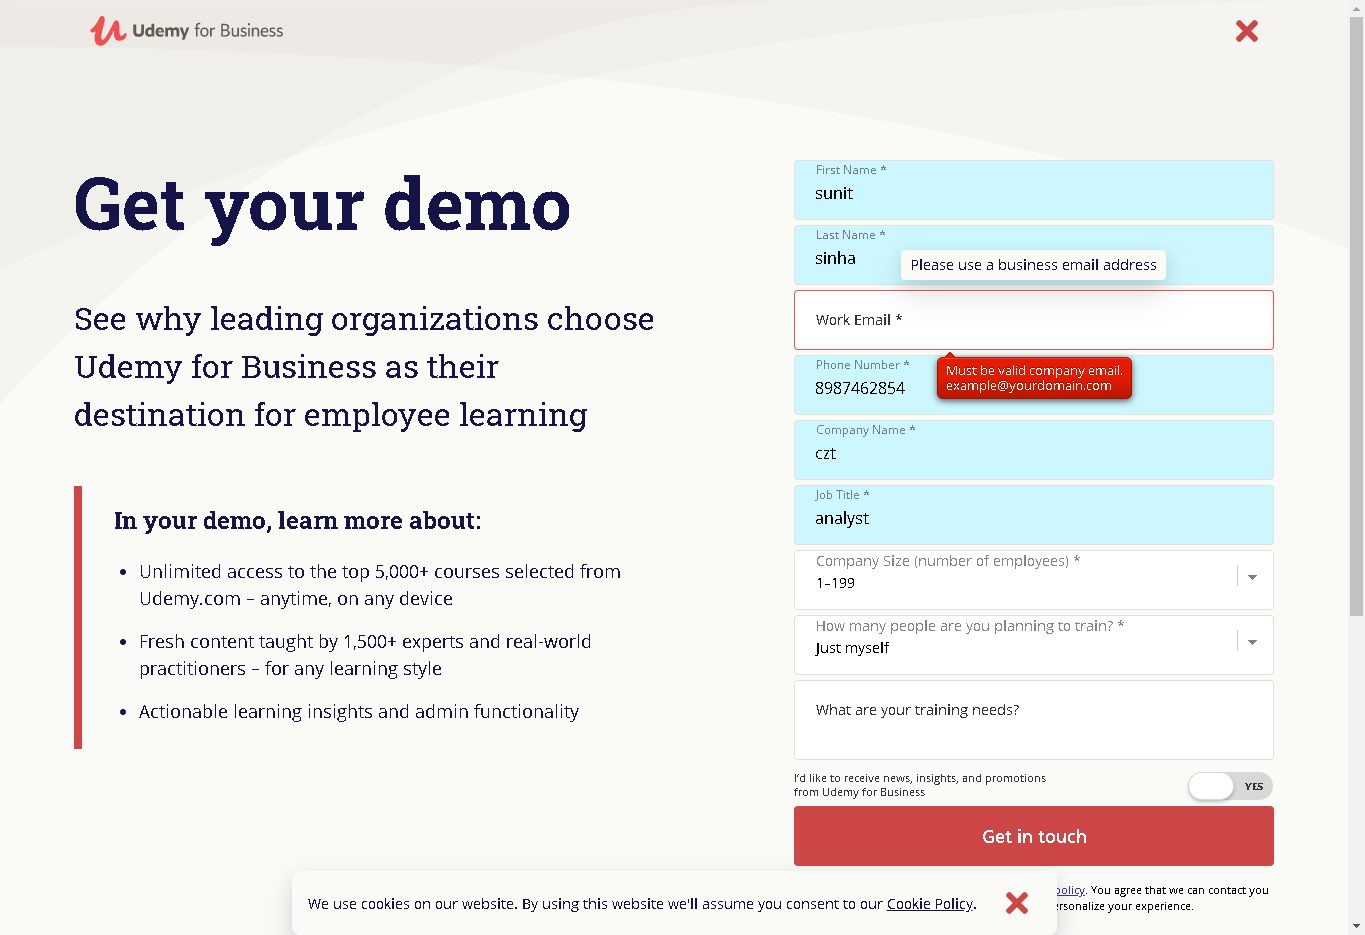 Udemy for Business
Get your demo
See why leading organizations choose
Udemy for Business as their
destination for employee learning
In your demo, learn more about:
• Unlimited access to the top 5,000+ courses selected from
Udemy.com – anytime, on any device
• Fresh content taught by 1,500+ experts and real-world
practitioners – for any learning style
• Actionable learning insights and admin functionality
First Name *
sunit
Last Name *
sinha
Please use a business email address
Work Email *
Must be valid company email.
example@yourdomain.com
Phone Number *
8987462854
Company Name *
czt
Job Title *
analyst
Company Size (number of employees) *
1–199
How many people are you planning to train? *
Just myself
What are your training needs?
I'd like to receive news, insights, and promotions
from Udemy for Business
YES
Get in touch
policy. You agree that we can contact you
ersonalize your experience.
We use cookies on our website. By using this website we'll assume you consent to our Cookie Policy.